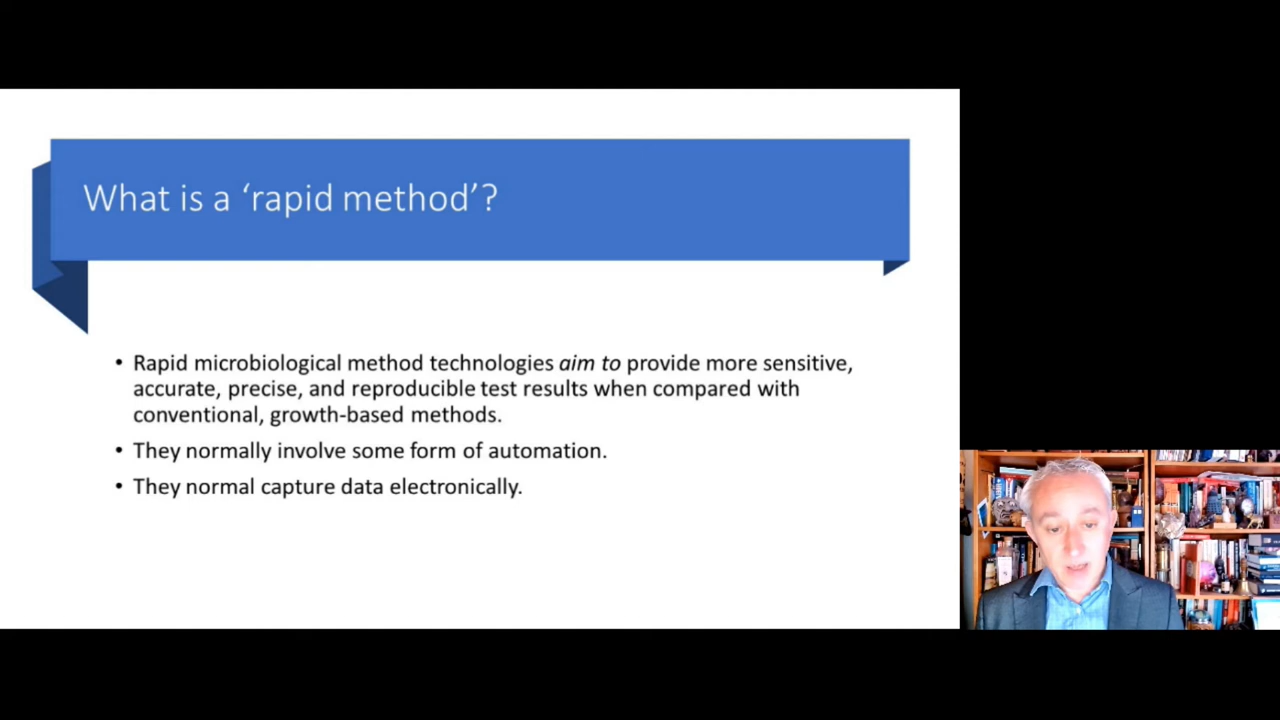 What is a ‘rapid method’?
• Rapid microbiological method technologies aim to provide more sensitive,
accurate, precise, and reproducible test results when compared with
conventional, growth-based methods.
• They normally involve some form of automation.
• They normal capture data electronically.